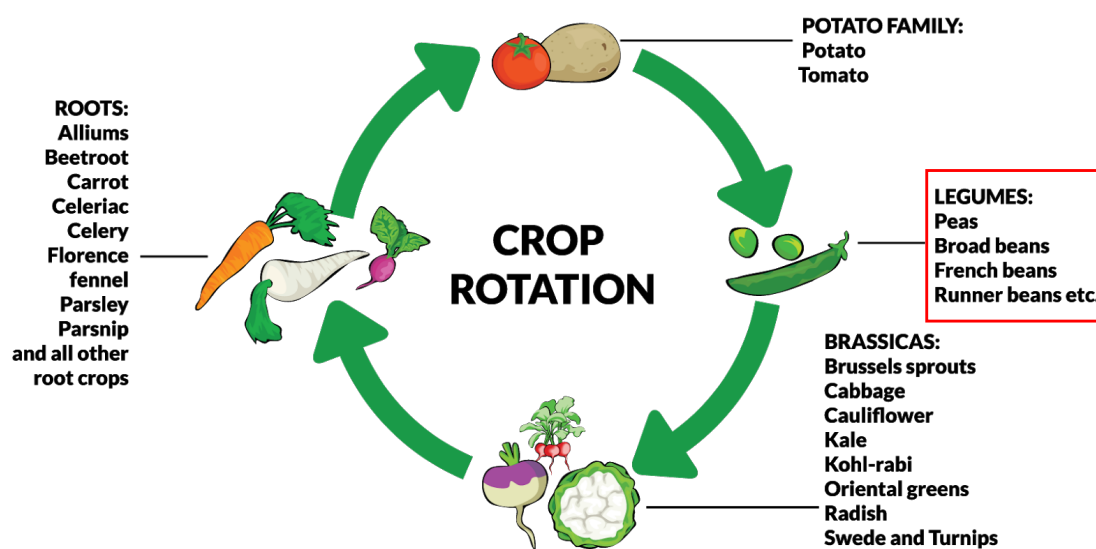 POTATO FAMILY:
Potato
Tomato
ROOTS:
Alliums
Beetroot
Carrot
Celeriac
Celery
Florence
fennel
Parsley
Parsnip
and all other
root crops
CROP
ROTATION
LEGUMES:
Peas
Broad beans
French beans
Runner beans etc.
BRASSICAS:
Brussels sprouts
Cabbage
Cauliflower
Kale
Kohl-rabi
Oriental greens
Radish
Swede and Turnips